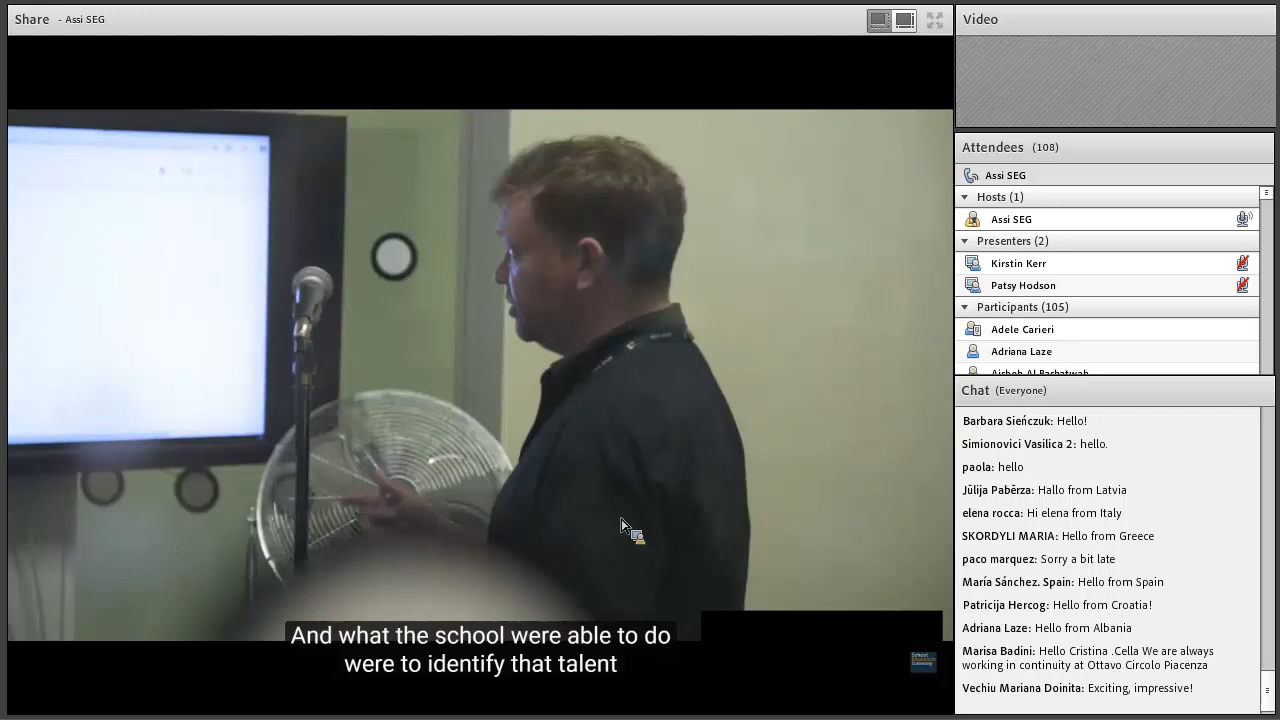 Share - Assi SEG
And what the school were able to do
were to identify that talent
Video
Attendees (108)
Assi SEG
Hosts (1)
Assi SEG
Presenters (2)
Kirstin Kerr
Patsy Hodson
Participants (105)
Adele Carieri
Adriana Laze
Chat (Everyone)
Barbara Sieńczuk: Hello!
Simionovici Vasilica 2: hello.
paola: hello
Jūlija Pabērza: Hallo from Latvia
elena rocca: Hi elena from Italy
SKORDYLI MARIA: Hello from Greece
paco marquez: Sorry a bit late
María Sánchez. Spain: Hello from Spain
Patricija Hercog: Hello from Croatia!
Adriana Laze: Hello from Albania
Marisa Badini: Hello Cristina .Cella We are always
working in continuity at Ottavo Circolo Piacenza
Vechiu Mariana Doinita: Exciting, impressive!